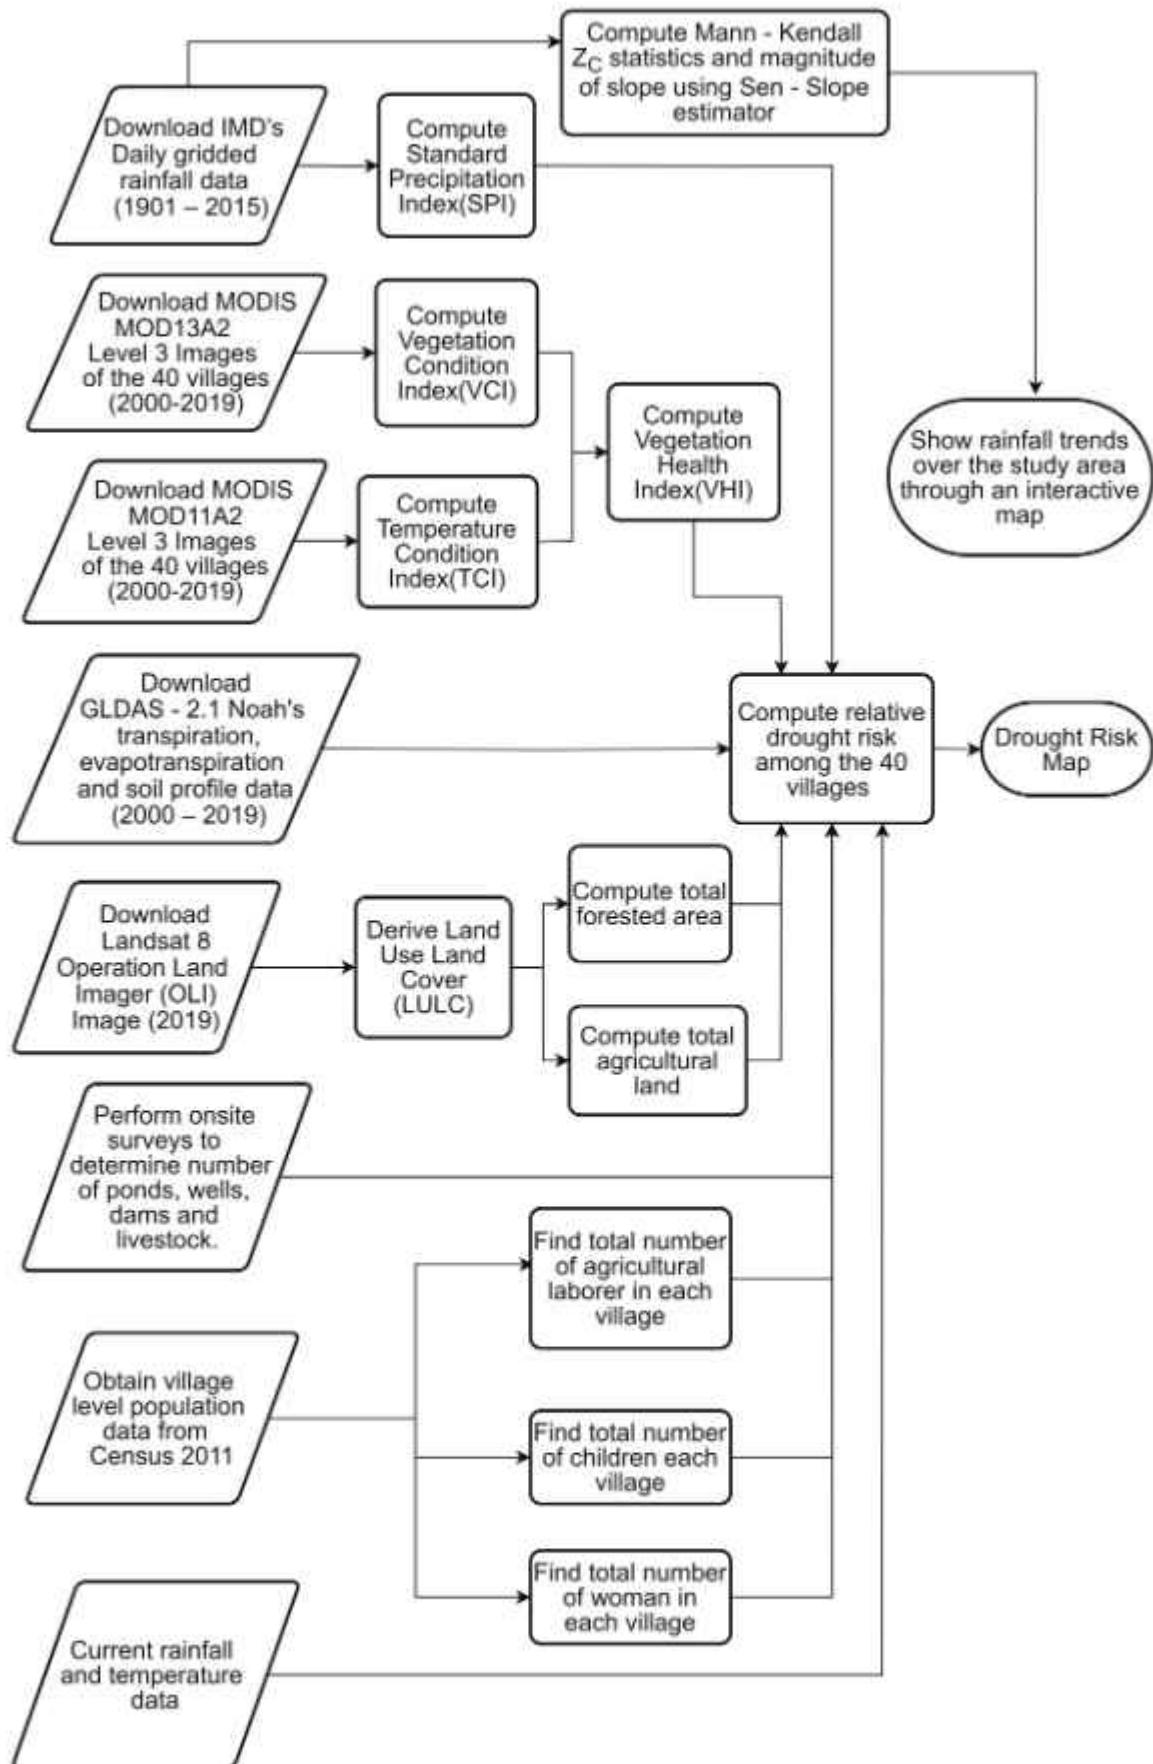 Compute Mann - Kendall
ZC statistics and magnitude
of slope using Sen - Slope
estimator
Download IMD's
Daily gridded
rainfall data
(1901 – 2015)
Compute
Standard
Precipitation
Index(SPI)
Download MODIS
MOD13A2
Level 3 Images
of the 40 villages
(2000-2019)
Compute
Vegetation
Condition
Index(VCI)
Compute
Vegetation
Health
Index(VHI)
Show rainfall trends
over the study area
through an interactive
map
Download MODIS
MOD11A2
Level 3 Images
of the 40 villages
(2000-2019)
Compute
Temperature
Condition
Index(TCI)
Download
GLDAS - 2.1 Noah's
transpiration,
evapotranspiration
and soil profile data
(2000 – 2019)
Compute relative
drought risk
among the 40
villages
Drought Risk
Map
Download
Landsat 8
Operation Land
Imager (OLI)
Image (2019)
Derive Land
Use Land
Cover
(LULC)
Compute total
forested area
Compute total
agricultural
land
Perform onsite
surveys to
determine number
of ponds, wells,
dams and
livestock.
Find total number
of agricultural
laborer in each
village
Obtain village
level population
data from
Census 2011
Find total number
of children each
village
Find total number
of woman in
each village
Current rainfall
and temperature
data